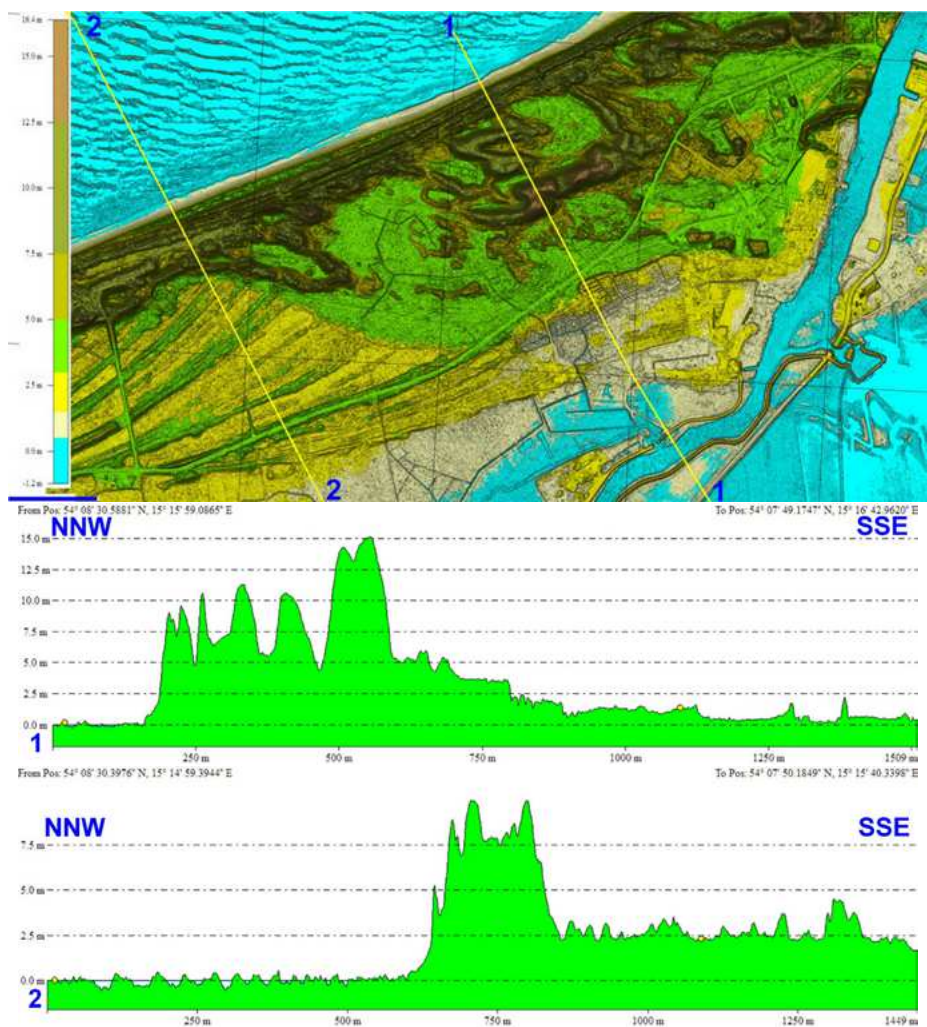 16.4 m
2
1
15.0 m
12.5 m
10.0 m
7.5 m
5.0 m
2.5 m
0.0 m
-1.2 m
2
1
From Pos: 54° 08' 30.5881" N, 15° 15' 59.0865" E
To Pos: 54° 07' 49.1747" N, 15° 16' 42.9620" E
NNW
SSE
15.0 m
12.5 m
10.0 m
7.5 m
5.0 m
2.5 m
0.0 m
1
250 m
500 m
750 m
1000 m
1250 m
1509 m
From Pos: 54° 08' 30.3976" N, 15° 14' 59.3944" E
To Pos: 54° 07' 50.1849" N, 15° 15' 40.3398" E
NNW
SSE
7.5 m
5.0 m
2.5 m
0.0 m
2
250 m
500 m
750 m
1000 m
1250 m
1449 m